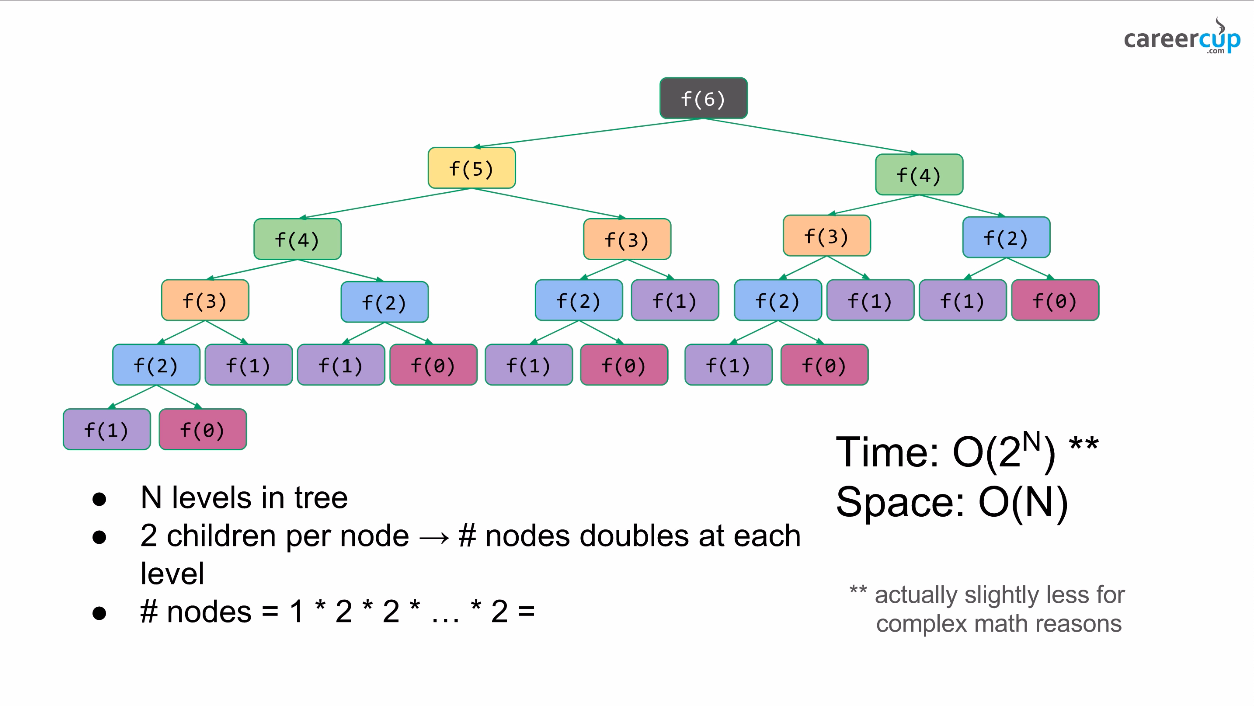 careercup
.com
f(6)
f(5)
f(4)
f(4)
f(3)
f(3)
f(2)
f(3)
f(2)
f(2)
f(1)
f(2)
f(1)
f(1)
f(0)
f(2)
f(1)
f(1)
f(0)
f(1)
f(0)
f(1)
f(0)
f(1)
f(0)
Time: O(2^N) **
Space: O(N)
● N levels in tree
● 2 children per node → # nodes doubles at each
level
● # nodes = 1 * 2 * 2 * … * 2 =
** actually slightly less for
complex math reasons